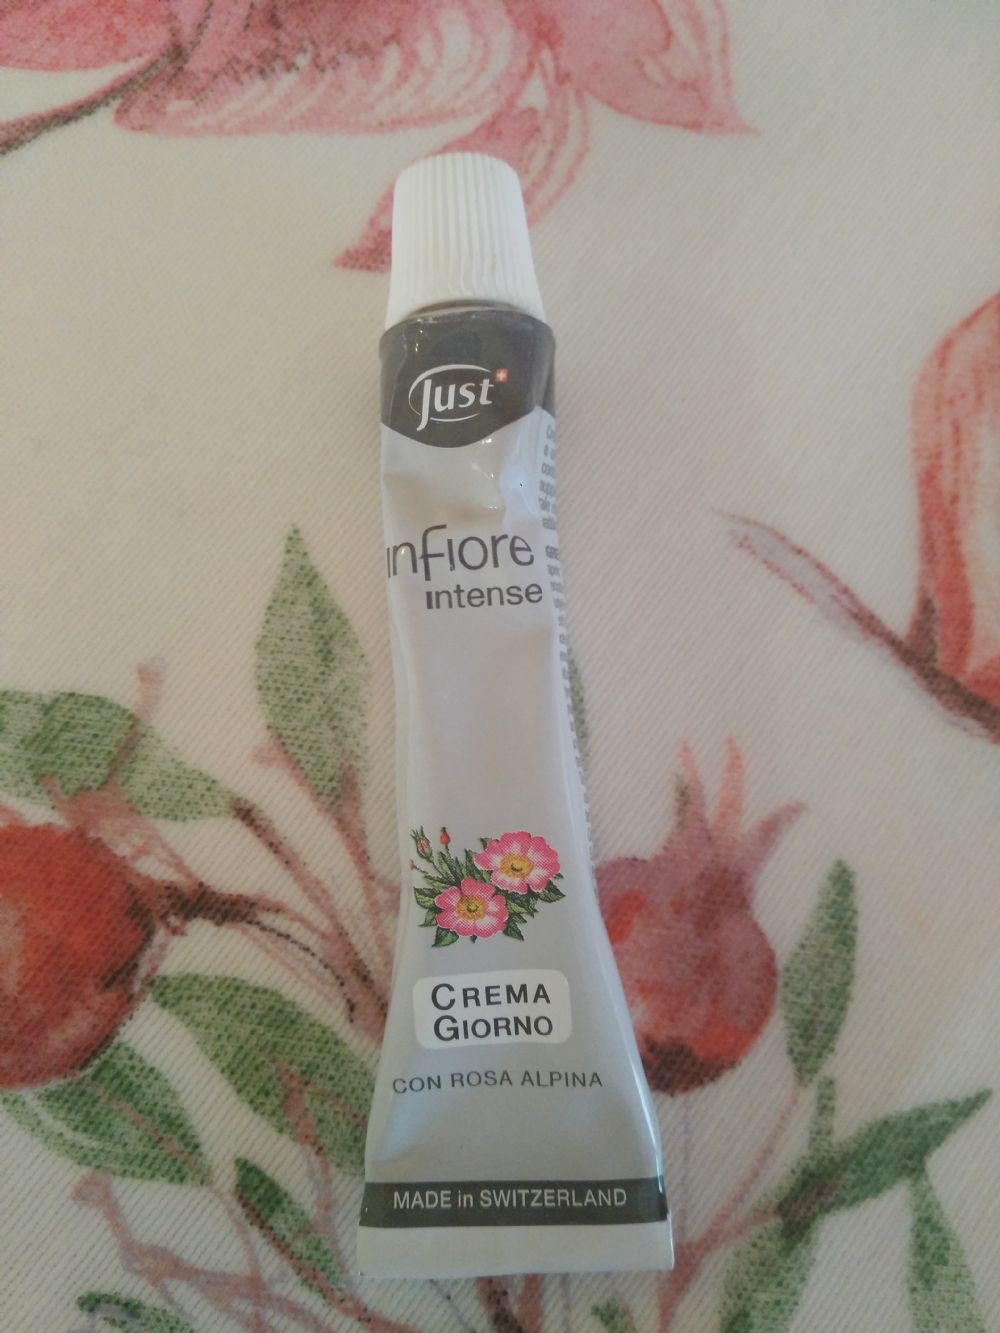 Just
infiore
intense
CREMA
GIORNO
CON ROSA ALPINA
MADE in SWITZERLAND